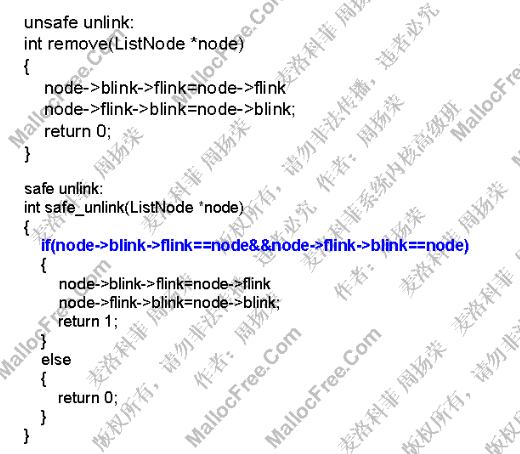 unsafe unlink:
int remove(ListNode *node)
{
node->blink->flink=node->flink
node->flink->blink=node->blink;
return 0;
}
safe unlink:
int safe_unlink(ListNode *node)
{
if(node->blink->flink==node&&node->flink->blink==node)
{
node->blink->flink=node->flink
node->flink->blink=node->blink;
return 1;
}
else
{
return 0;
}
}
MallocFree.Com
麦洛科菲 周扬荣
版权所有，请勿非法传播，违者必究
作者：周扬荣
麦洛科菲系统内核高级班